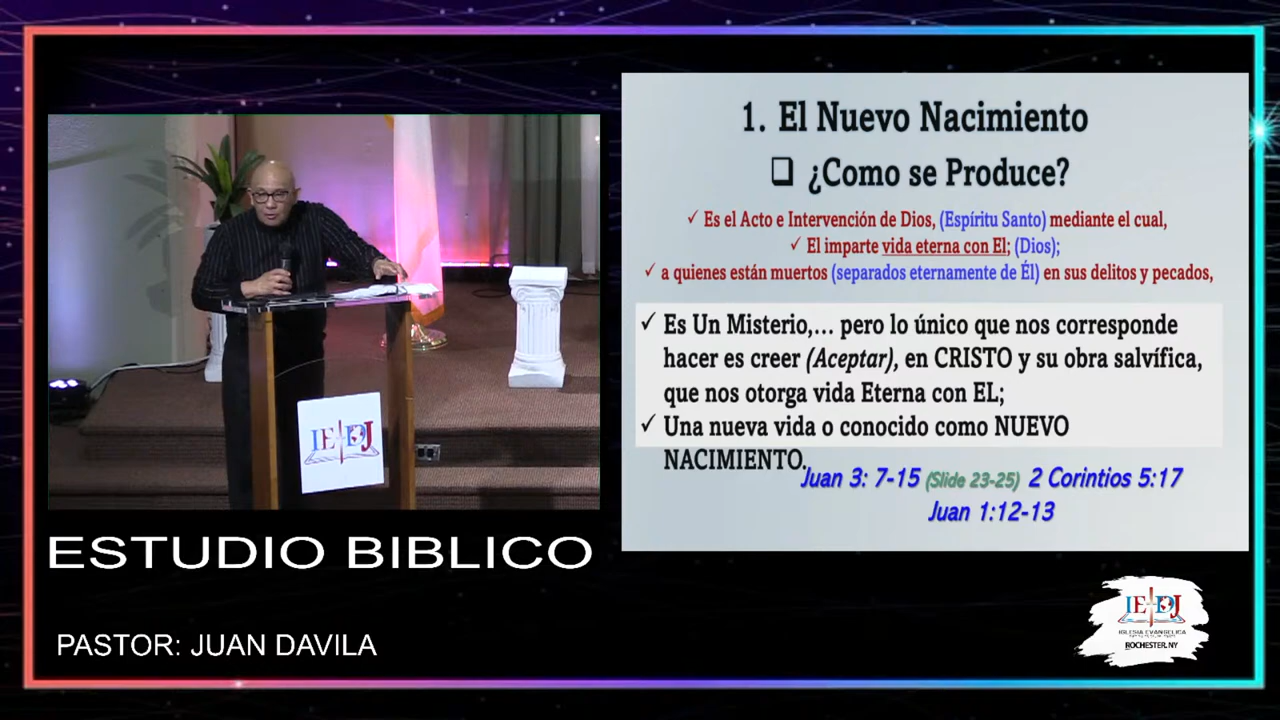 1. El Nuevo Nacimiento
❑ ¿Como se Produce?
✓ Es el Acto e Intervención de Dios, (Espíritu Santo) mediante el cual,
✓ El imparte vida eterna con El; (Dios);
✓ a quienes están muertos (separados eternamente de Él) en sus delitos y pecados,
✓ Es Un Misterio,... pero lo único que nos corresponde
hacer es creer (Aceptar), en CRISTO y su obra salvífica,
que nos otorga vida Eterna con EL;
✓ Una nueva vida o conocido como NUEVO
NACIMIENTO.
Juan 3: 7-15 (Slide 23-25) 2 Corintios 5:17
Juan 1:12-13
IEDJ
ESTUDIO BIBLICO
PASTOR: JUAN DAVILA
IEDJ
IGLESIA EVANGELICA
ROCHESTER, NY